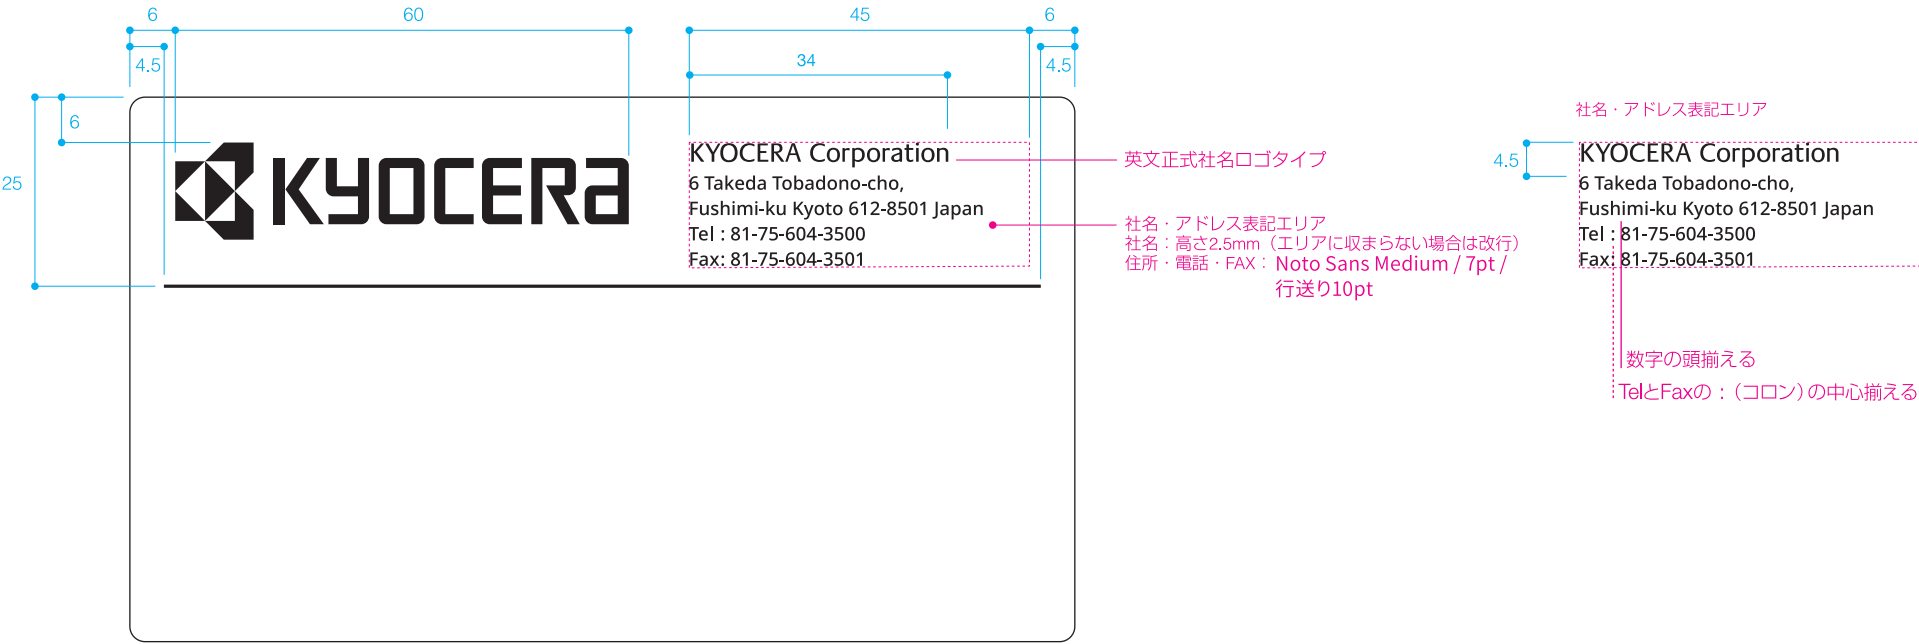 6
60
45
6
4.5
34
4.5
25
6
KYOCERA
KYOCERA Corporation
6 Takeda Tobadono-cho,
Fushimi-ku Kyoto 612-8501 Japan
Tel : 81-75-604-3500
Fax: 81-75-604-3501
英文正式社名ロゴタイプ
社名・アドレス表記エリア
社名：高さ2.5mm（エリアに収まらない場合は改行）
住所・電話・FAX： Noto Sans Medium / 7pt /
行送り10pt
社名・アドレス表記エリア
4.5
KYOCERA Corporation
6 Takeda Tobadono-cho,
Fushimi-ku Kyoto 612-8501 Japan
Tel : 81-75-604-3500
Fax: 81-75-604-3501
数字の頭揃える
TelとFaxの：（コロン）の中心揃える